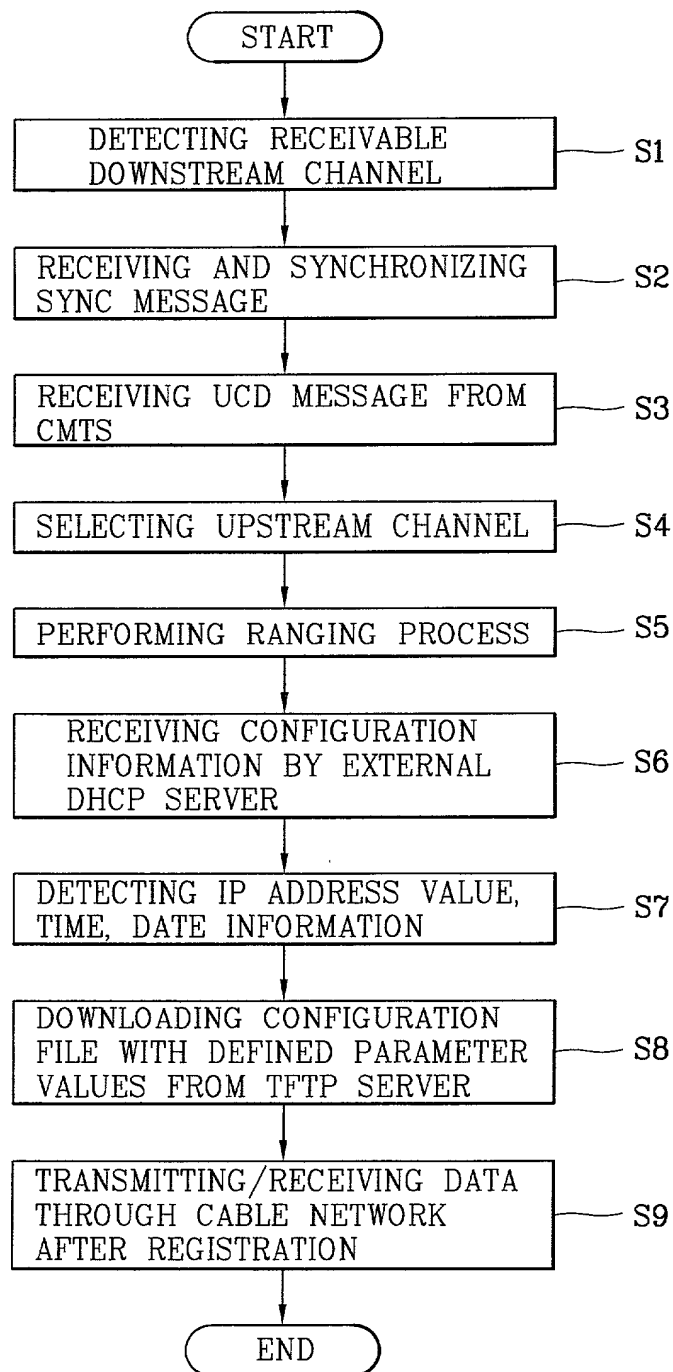 START
DETECTING RECEIVABLE
DOWNSTREAM CHANNEL
S1
RECEIVING AND SYNCHRONIZING
SYNC MESSAGE
S2
RECEIVING UCD MESSAGE FROM
CMTS
S3
SELECTING UPSTREAM CHANNEL
S4
PERFORMING RANGING PROCESS
S5
RECEIVING CONFIGURATION
INFORMATION BY EXTERNAL
DHCP SERVER
S6
DETECTING IP ADDRESS VALUE,
TIME, DATE INFORMATION
S7
DOWNLOADING CONFIGURATION
FILE WITH DEFINED PARAMETER
VALUES FROM TFTP SERVER
S8
TRANSMITTING/RECEIVING DATA
THROUGH CABLE NETWORK
AFTER REGISTRATION
S9
END